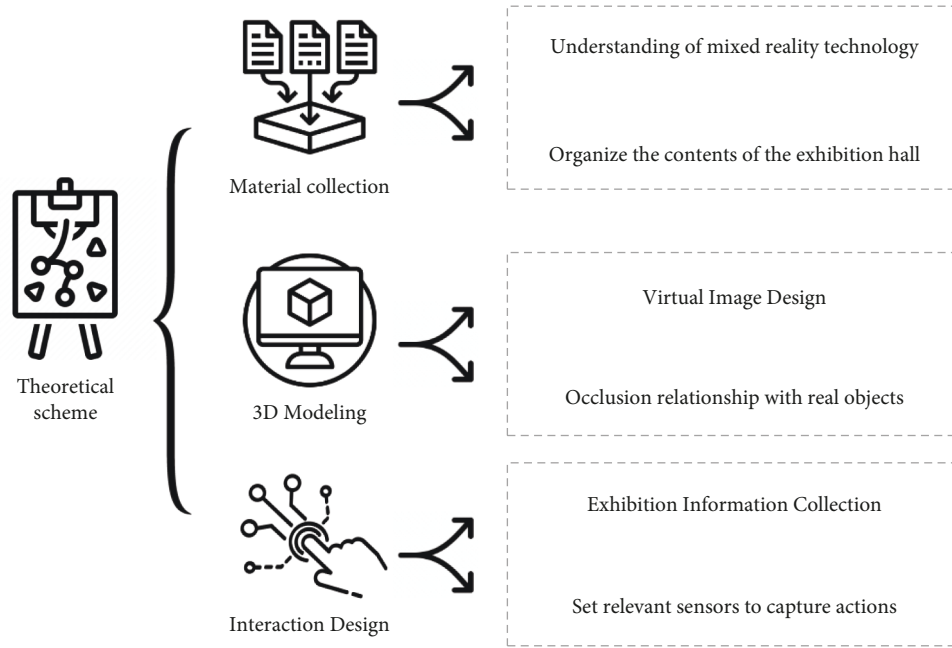 Theoretical
scheme
Material collection
Understanding of mixed reality technology
Organize the contents of the exhibition hall
3D Modeling
Virtual Image Design
Occlusion relationship with real objects
Interaction Design
Exhibition Information Collection
Set relevant sensors to capture actions